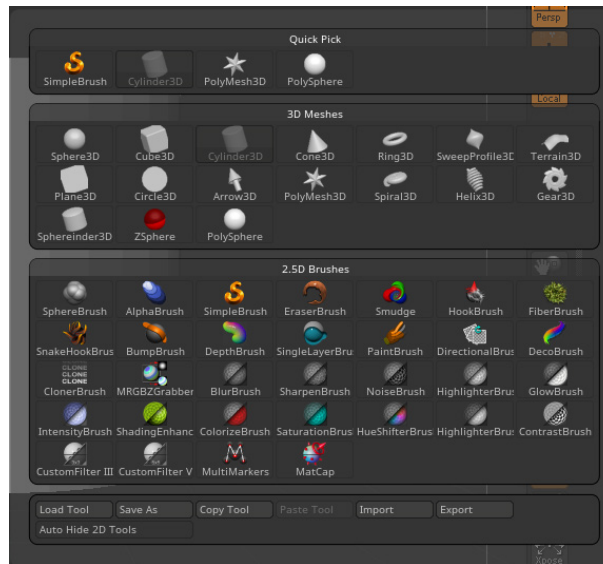 Persp
Quick Pick
SimpleBrush Cylinder3D PolyMesh3D PolySphere
Local
3D Meshes
Sphere3D Cube3D Cylinder3D Cone3D Ring3D SweepProfile3D Terrain3D
Plane3D Circle3D Arrow3D PolyMesh3D Spiral3D Helix3D Gear3D
Sphereinder3D ZSphere PolySphere
2.5D Brushes
SphereBrush AlphaBrush SimpleBrush EraserBrush Smudge HookBrush FiberBrush
SnakeHookBrus BumpBrush DepthBrush SingleLayerBru PaintBrush DirectionalBrus DecoBrush
CLONE
CLONE
CLONE
ClonerBrush MRGBZGrabber BlurBrush SharpenBrush NoiseBrush HighlighterBrus GlowBrush
IntensityBrush ShadingEnhanc ColorizeBrush SaturationBrus HueShifterBrus HighlighterBrus ContrastBrush
CustomFilter III CustomFilter V MultiMarkers MatCap
Load Tool Save As Copy Tool Paste Tool Import Export
Auto Hide 2D Tools
Xpose